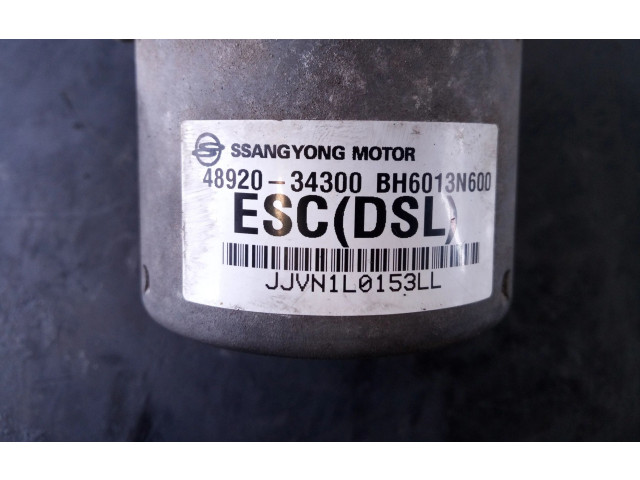 SSANGYONG MOTOR
48920-34300 BH6013N600
ESC(DSL)
JJVN1L0153LL